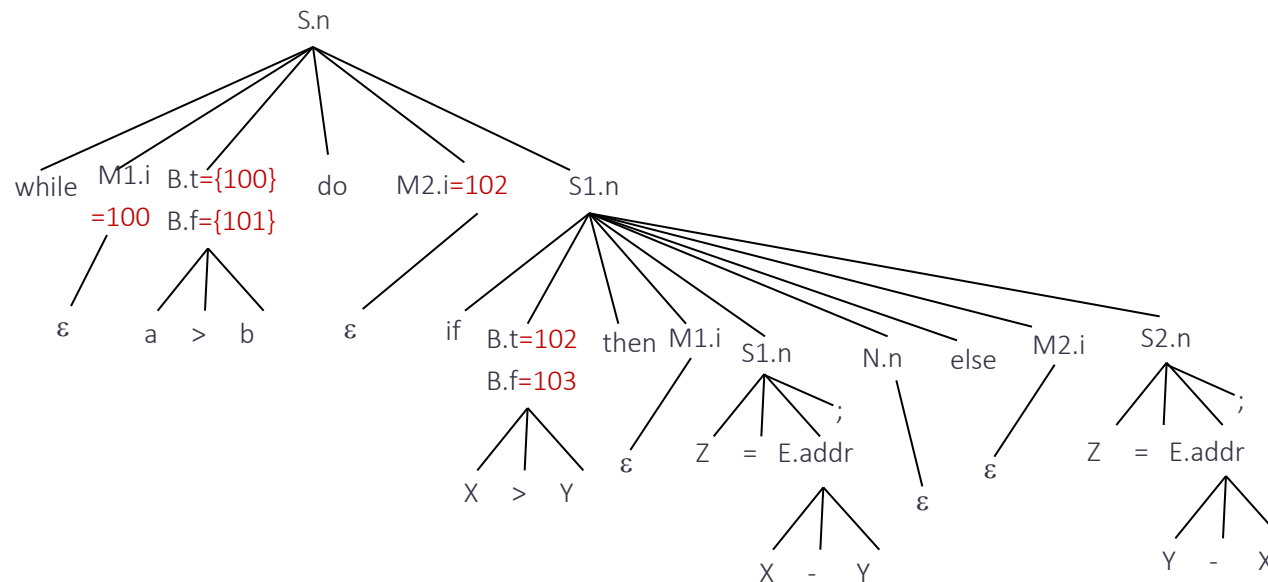 S.n
while M1.i B.t={100} do M2.i=102 S1.n
=100 B.f={101}
ε a > b ε if B.t=102 then M1.i S1.n N.n else M2.i S2.n
B.f=103
; ;
ε Z = E.addr ε Z = E.addr
X > Y ε
X - Y Y - X